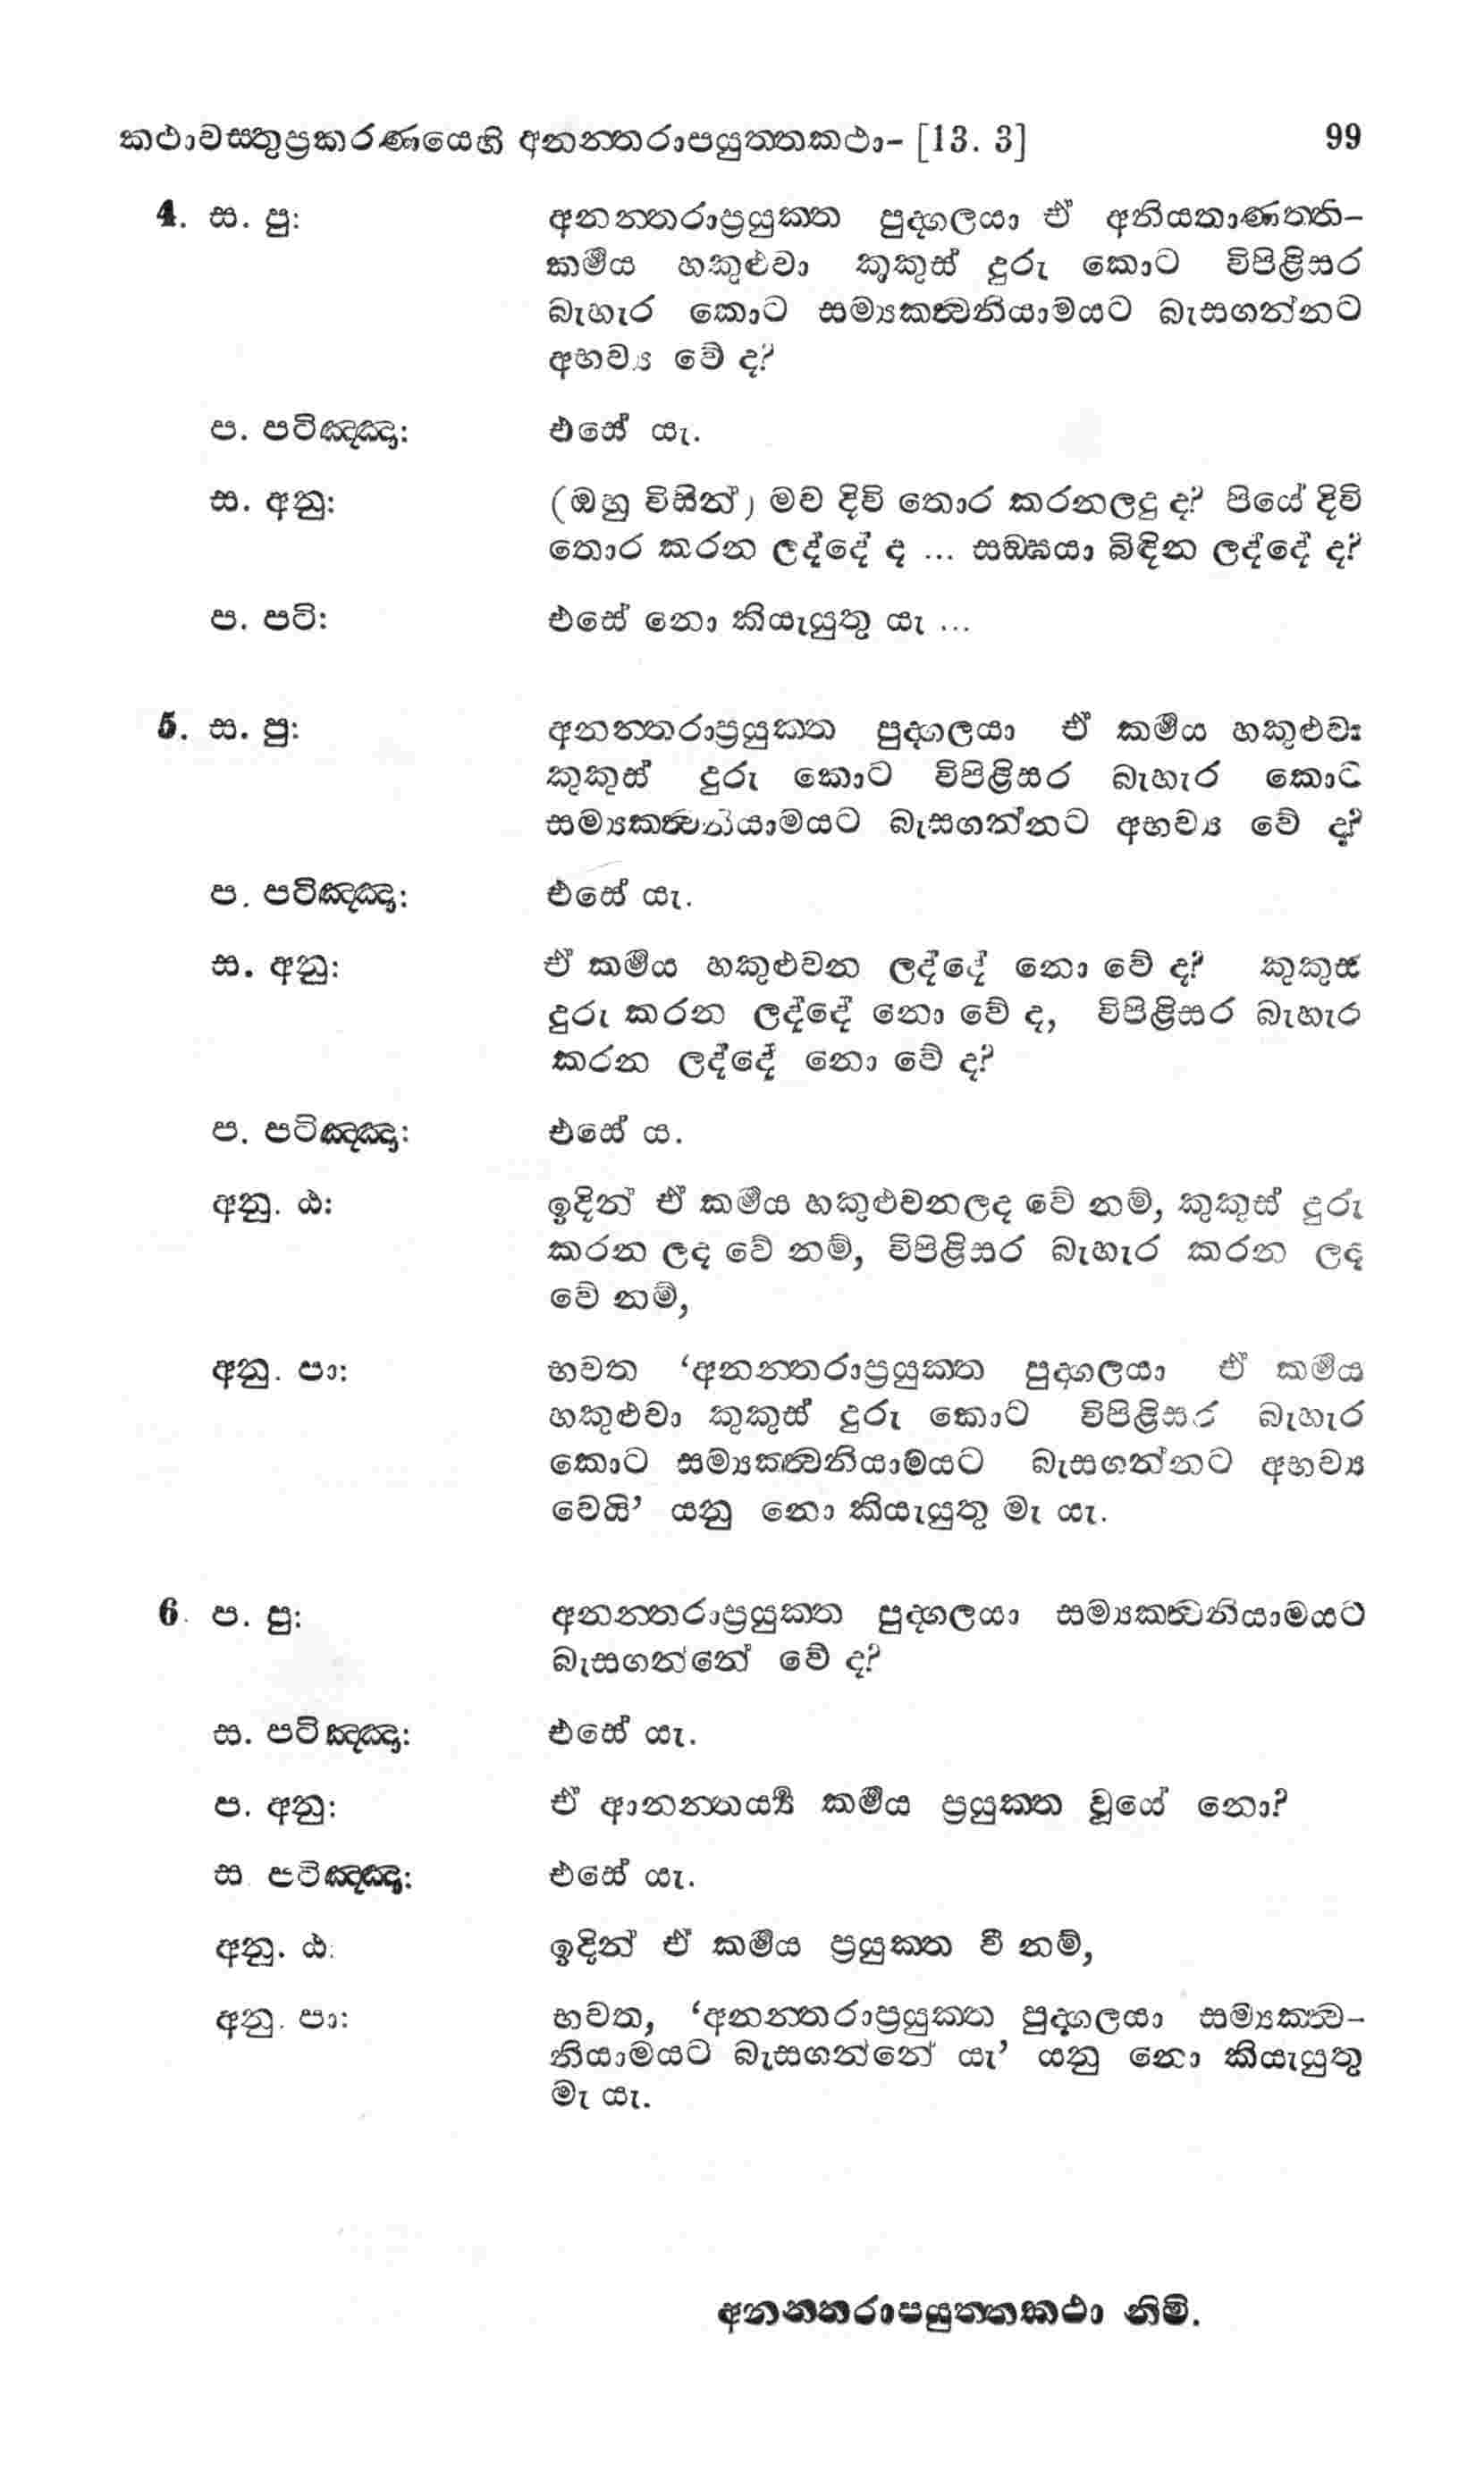 කථාවස්තුප්‍රකරණයෙහි අනන්තරාපයුත්තකථා- [13. 3] 99
4. ස. පු: අනන්තරාප්‍රයුක්ත පුද්ගලයා ඒ අනියතාණත්ති-
කර්මය හකුළුවා කුකුස් දුරු කොට විපිළිසර
බැහැර කොට සම්‍යක්ත්වනියාමයට බැසගන්නට
අභව්‍ය වේ ද?
ප. පටිඤ්ඤා: එසේ යැ.
ස. අනු: (ඔහු විසින්) මව දිවි තොර කරනලදු ද? පියේ දිවි
තොර කරන ලද්දේ ද ... සඞ්ඝයා බිඳින ලද්දේ ද?
ප. පටි: එසේ නො කියැයුතු යැ ...
5. ස. පු: අනන්තරාප්‍රයුක්ත පුද්ගලයා ඒ කර්මය හකුළුවා
කුකුස් දුරු කොට විපිළිසර බැහැර කොට
සම්‍යක්ත්වනියාමයට බැසගන්නට අභව්‍ය වේ ද?
ප. පටිඤ්ඤා: එසේ යැ.
ස. අනු: ඒ කර්මය හකුළුවන ලද්දේ නො වේ ද? කුකුස්
දුරු කරන ලද්දේ නො වේ ද, විපිළිසර බැහැර
කරන ලද්දේ නො වේ ද?
ප. පටිඤ්ඤා: එසේ ය.
අනු. ඨ: ඉදින් ඒ කර්මය හකුළුවනලද වේ නම්, කුකුස් දුරු
කරන ලද වේ නම්, විපිළිසර බැහැර කරන ලද
වේ නම්,
අනු. පා: භවත ‘අනන්තරාප්‍රයුක්ත පුද්ගලයා ඒ කර්මය
හකුළුවා කුකුස් දුරු කොට විපිළිසර බැහැර
කොට සම්‍යක්ත්වනියාමයට බැසගන්නට අභව්‍ය
වෙයි’ යනු නො කියැයුතු මැ යැ.
6. ප. පු: අනන්තරාප්‍රයුක්ත පුද්ගලයා සම්‍යක්ත්වනියාමයට
බැසගන්නේ වේ ද?
ස. පටිඤ්ඤා: එසේ යැ.
ප. අනු: ඒ ආනන්තර්‍ය්‍ය කර්මය ප්‍රයුක්ත වූයේ නො?
ස. පටිඤ්ඤා: එසේ යැ.
අනු. ඨ: ඉදින් ඒ කර්මය ප්‍රයුක්ත වී නම්,
අනු. පා: භවත, ‘අනන්තරාප්‍රයුක්ත පුද්ගලයා සම්‍යක්ත්ව-
නියාමයට බැසගන්නේ යැ’ යනු නො කියැයුතු
මැ යැ.
අනන්තරාපයුත්තකථා නිමි.